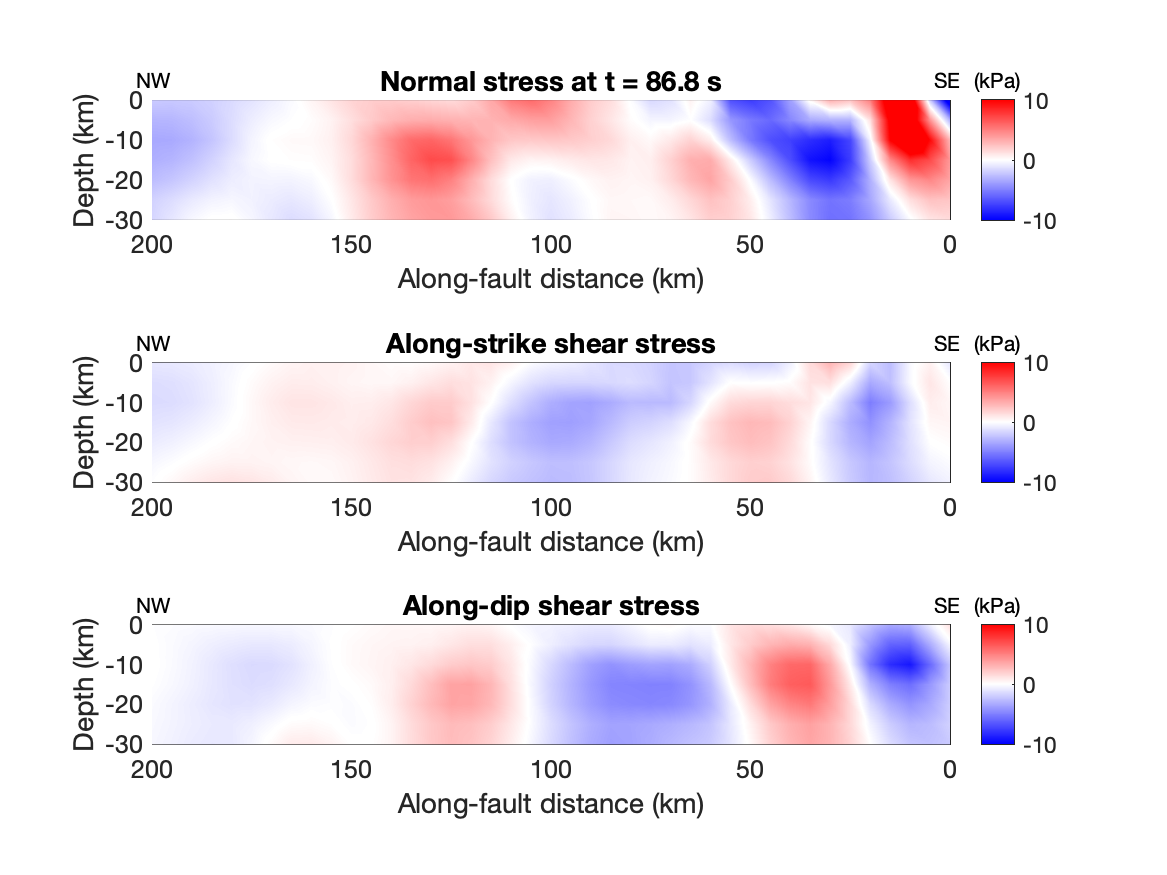 Normal stress at t = 86.8 s
NW SE (kPa)
0 10
-10 0
-20 -10
-30
200 150 100 50 0
Depth (km)
Along-fault distance (km)
Along-strike shear stress
NW SE (kPa)
0 10
-10 0
-20 -10
-30
200 150 100 50 0
Depth (km)
Along-fault distance (km)
Along-dip shear stress
NW SE (kPa)
0 10
-10 0
-20 -10
-30
200 150 100 50 0
Depth (km)
Along-fault distance (km)